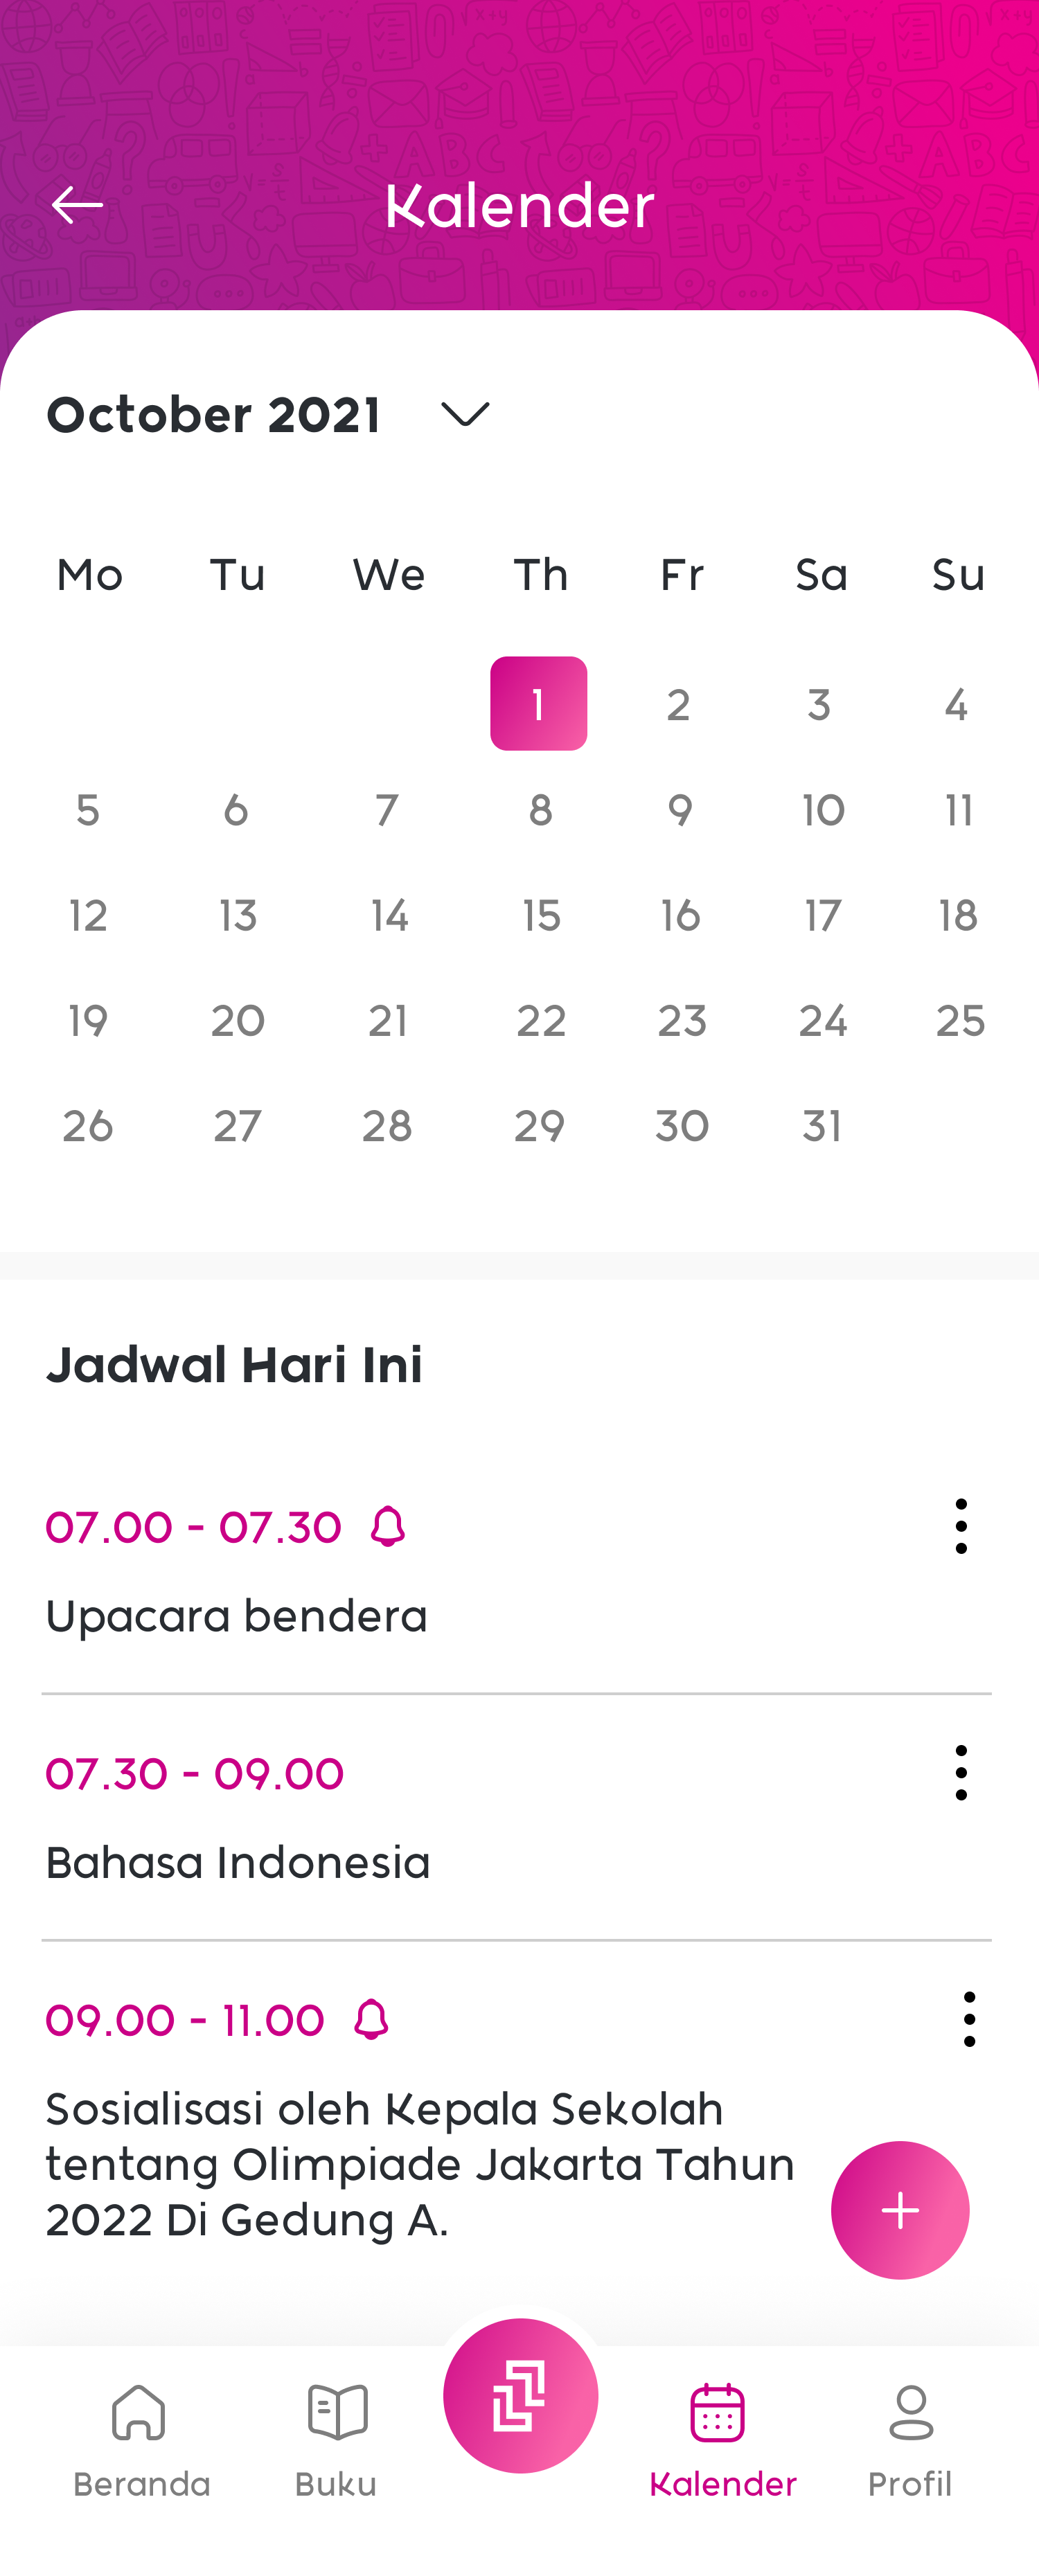 Kalender
October 2021
Mo Tu We Th Fr Sa Su
1 2 3 4
5 6 7 8 9 10 11
12 13 14 15 16 17 18
19 20 21 22 23 24 25
26 27 28 29 30 31
Jadwal Hari Ini
07.00 - 07.30
Upacara bendera
07.30 - 09.00
Bahasa Indonesia
09.00 - 11.00
Sosialisasi oleh Kepala Sekolah
tentang Olimpiade Jakarta Tahun
2022 Di Gedung A.
Beranda Buku Kalender Profil